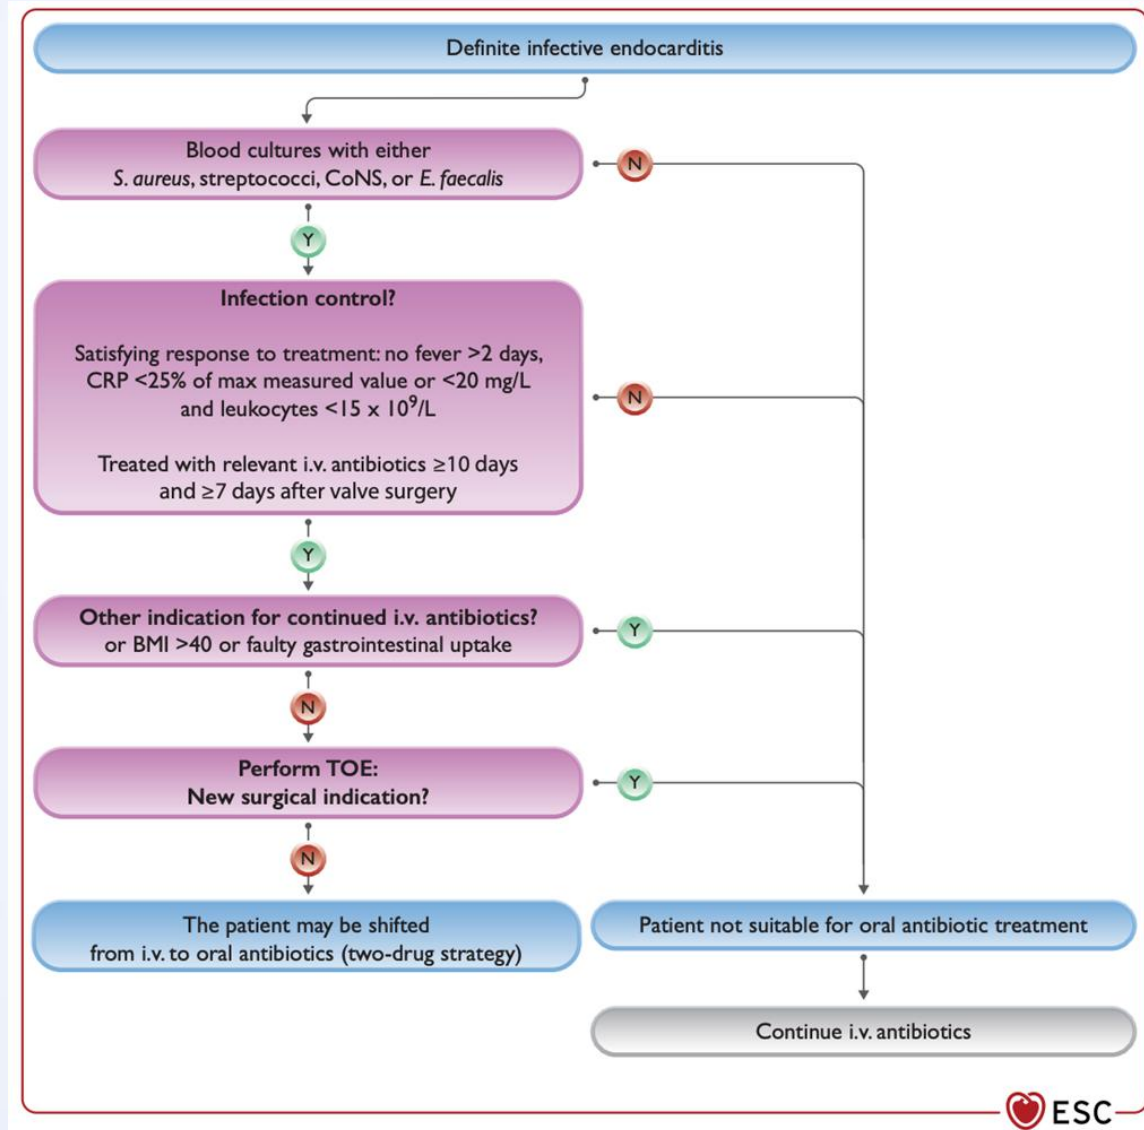 Definite infective endocarditis
Blood cultures with either
S. aureus, streptococci, CoNS, or E. faecalis
N
Y
Infection control?
Satisfying response to treatment: no fever >2 days,
CRP <25% of max measured value or <20 mg/L
and leukocytes <15 x 10⁹/L
Treated with relevant i.v. antibiotics ≥10 days
and ≥7 days after valve surgery
N
Y
Other indication for continued i.v. antibiotics?
or BMI >40 or faulty gastrointestinal uptake
Y
N
Perform TOE:
New surgical indication?
Y
N
The patient may be shifted
from i.v. to oral antibiotics (two-drug strategy)
Patient not suitable for oral antibiotic treatment
Continue i.v. antibiotics
ESC